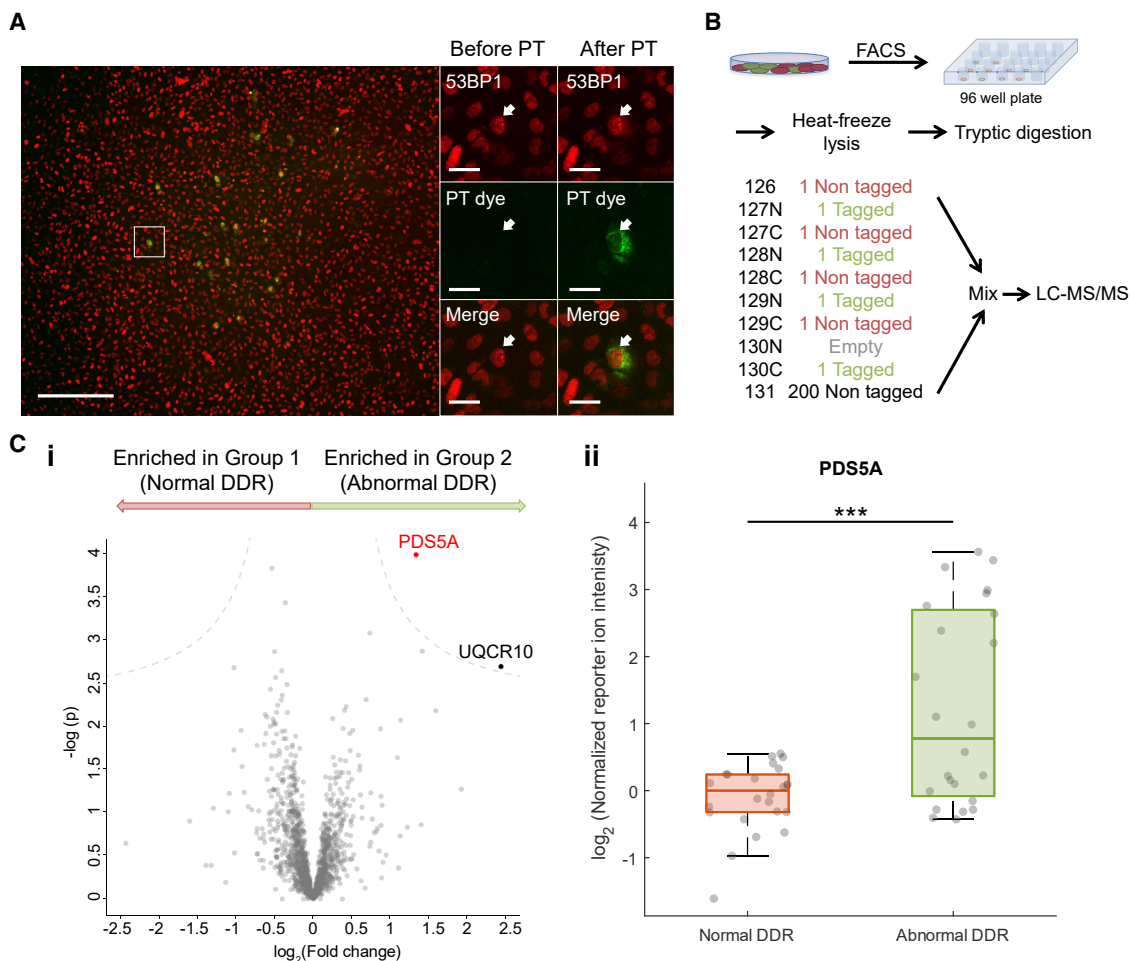 A
Before PT
After PT
53BP1
53BP1
PT dye
PT dye
Merge
Merge
B
FACS
96 well plate
Heat-freeze
lysis
Tryptic digestion
126 1 Non tagged
127N 1 Tagged
127C 1 Non tagged
128N 1 Tagged
128C 1 Non tagged
129N 1 Tagged
129C 1 Non tagged
130N Empty
130C 1 Tagged
131 200 Non tagged
Mix
LC-MS/MS
C
i
Enriched in Group 1
(Normal DDR)
Enriched in Group 2
(Abnormal DDR)
PDS5A
UQCR10
-log (p)
4
3.5
3
2.5
2
1.5
1
0.5
0
-2.5 -2 -1.5 -1 -0.5 0 0.5 1 1.5 2 2.5
log2(Fold change)
ii
PDS5A
***
log2 (Normalized reporter ion intenisty)
4
3
2
1
0
-1
Normal DDR
Abnormal DDR